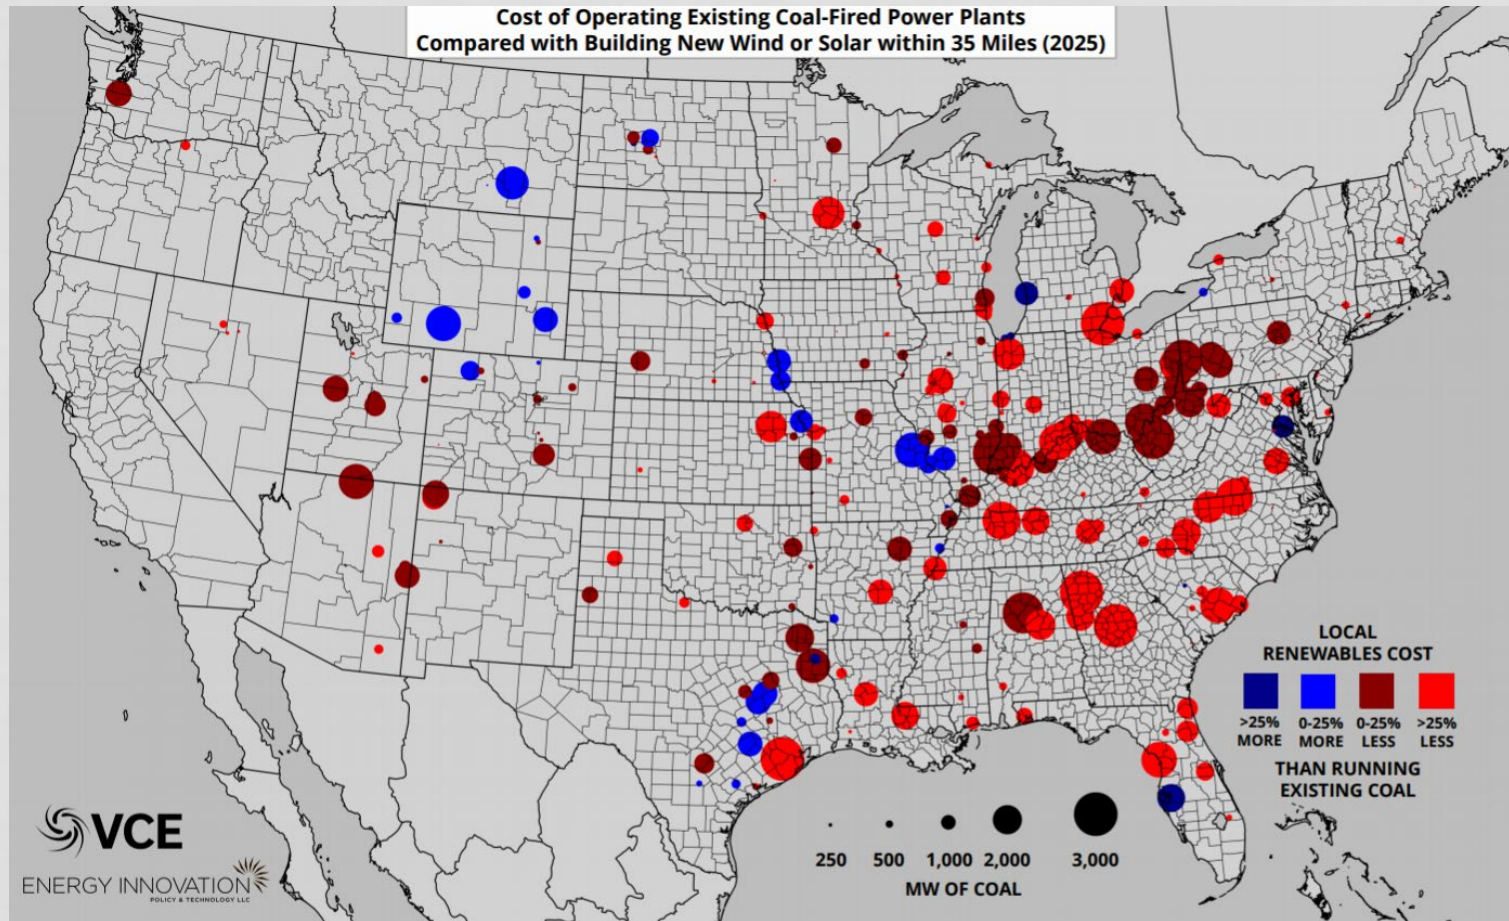 Cost of Operating Existing Coal-Fired Power Plants
Compared with Building New Wind or Solar within 35 Miles (2025)
LOCAL
RENEWABLES COST
>25% MORE
0-25% MORE
0-25% LESS
>25% LESS
THAN RUNNING
EXISTING COAL
250 500 1,000 2,000 3,000
MW OF COAL
VCE
ENERGY INNOVATION
POLICY & TECHNOLOGY LLC